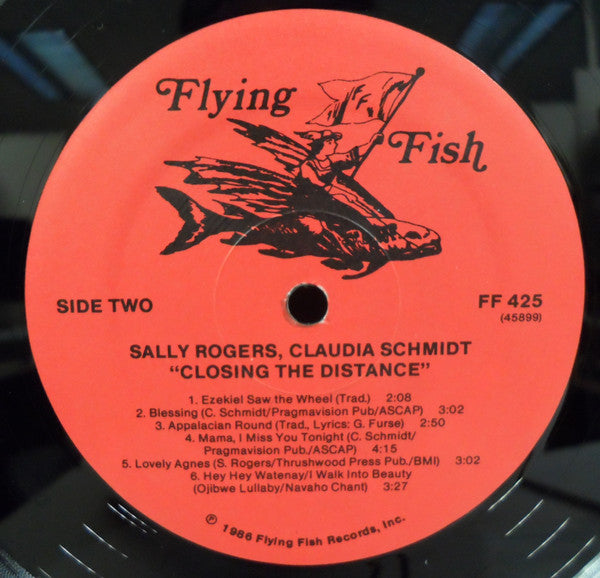 Flying
Fish
SIDE TWO
FF 425
(45899)
SALLY ROGERS, CLAUDIA SCHMIDT
"CLOSING THE DISTANCE"
1. Ezekiel Saw the Wheel (Trad.) 2:08
2. Blessing (C. Schmidt/Pragmavision Pub/ASCAP) 3:02
3. Appalacian Round (Trad., Lyrics: G. Furse) 2:50
4. Mama, I Miss You Tonight (C. Schmidt/
Pragmavision Pub./ASCAP) 4:15
5. Lovely Agnes (S. Rogers/Thrushwood Press Pub./BMI) 3:02
6. Hey Hey Watenay/I Walk Into Beauty
(Ojibwe Lullaby/Navaho Chant) 3:27
℗ 1986 Flying Fish Records, Inc.